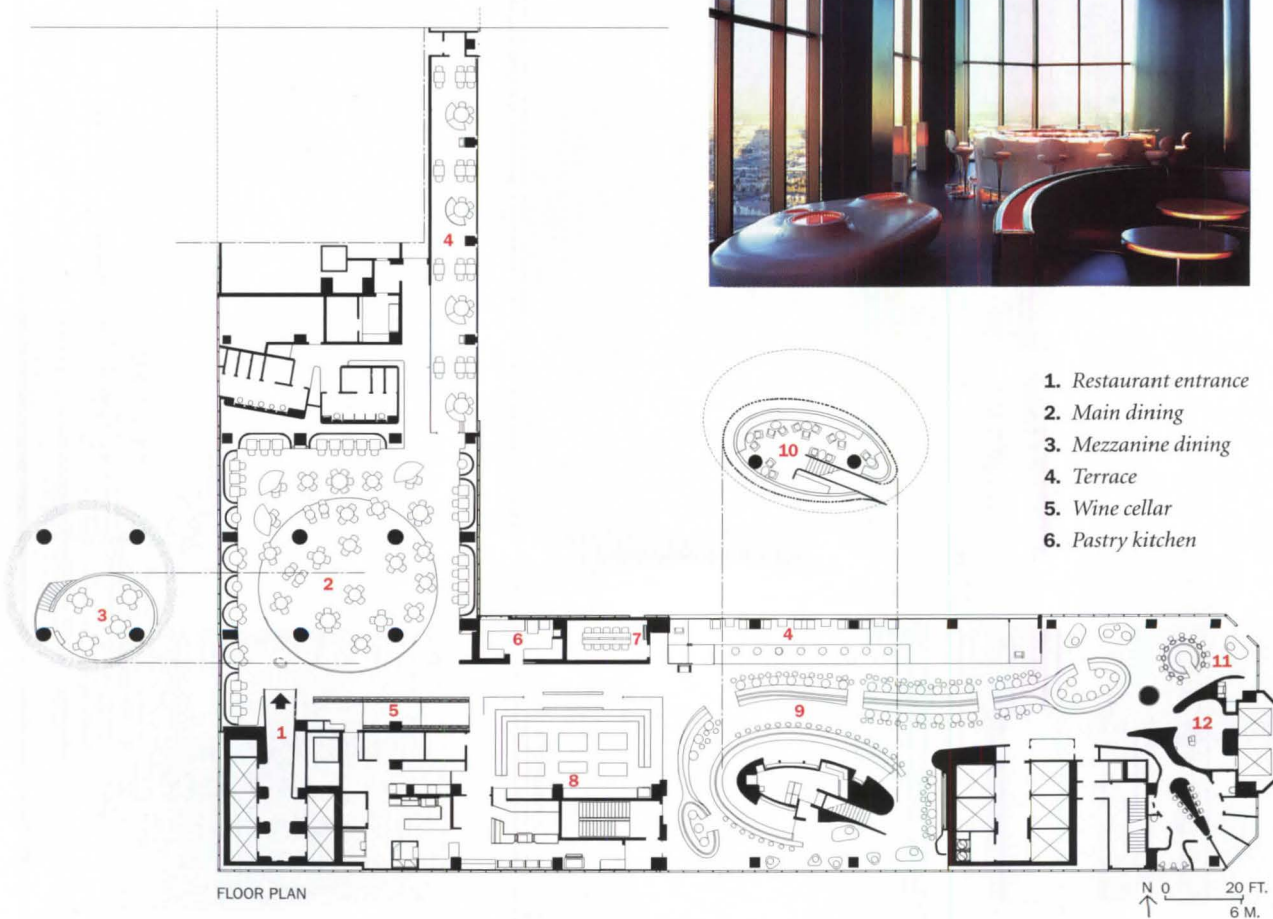 4
1. Restaurant entrance
2. Main dining
3. Mezzanine dining
4. Terrace
5. Wine cellar
6. Pastry kitchen
10
2
3
6
7
4
11
5
9
12
1
8
FLOOR PLAN
N 0 20 FT.
6 M.